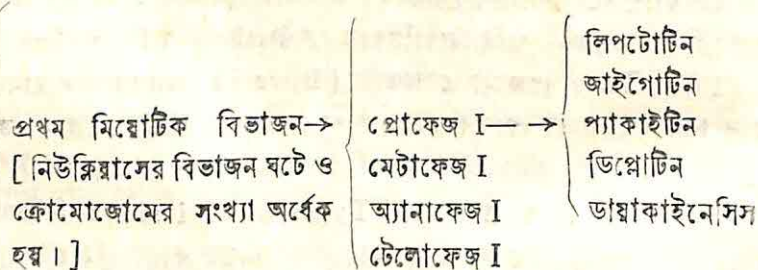 লিপটোটিন
জাইগোটিন
প্রথম মিয়োটিক বিভাজন→ প্রোফেজ I—→ প্যাকাইটিন
[ নিউক্লিয়াসের বিভাজন ঘটে ও মেটাফেজ I ডিপ্লোটিন
ক্রোমোজোমের সংখ্যা অর্ধেক অ্যানাফেজ I ডায়াকাইনেসিস
হয়। ] টেলোফেজ I